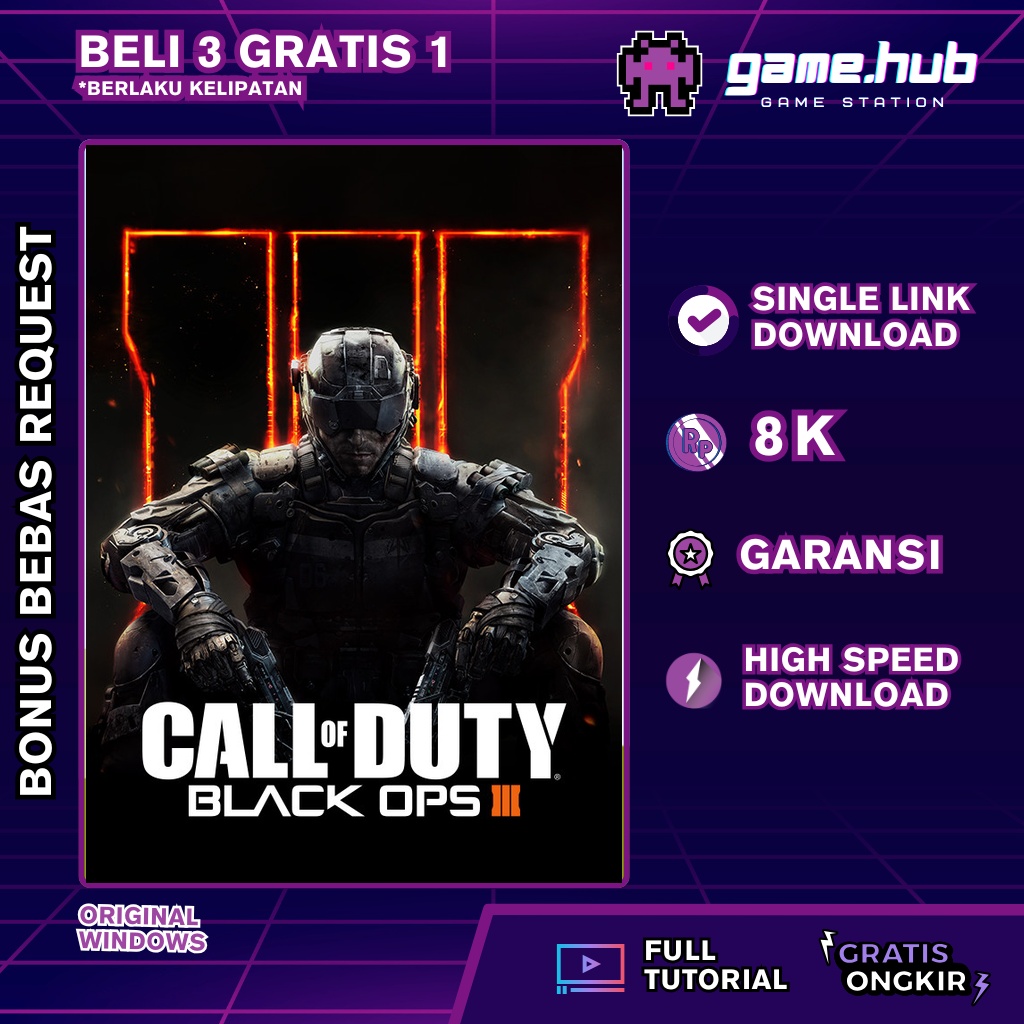 BELI 3 GRATIS 1
*BERLAKU KELIPATAN
game.hub
GAME STATION
BONUS BEBAS REQUEST
CALL OF DUTY®
BLACK OPS III
SINGLE LINK
DOWNLOAD
RP
8K
GARANSI
HIGH SPEED
DOWNLOAD
ORIGINAL
WINDOWS
FULL
TUTORIAL
GRATIS
ONGKIR